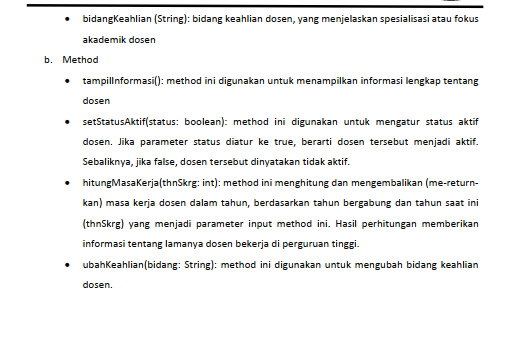 • bidangKeahlian (String): bidang keahlian dosen, yang menjelaskan spesialisasi atau fokus
akademik dosen
b. Method
• tampilInformasi(): method ini digunakan untuk menampilkan informasi lengkap tentang
dosen
• setStatusAktif(status: boolean): method ini digunakan untuk mengatur status aktif
dosen. Jika parameter status diatur ke true, berarti dosen tersebut menjadi aktif.
Sebaliknya, jika false, dosen tersebut dinyatakan tidak aktif.
• hitungMasaKerja(thnSkrg: int): method ini menghitung dan mengembalikan (me-return-
kan) masa kerja dosen dalam tahun, berdasarkan tahun bergabung dan tahun saat ini
(thnSkrg) yang menjadi parameter input method ini. Hasil perhitungan memberikan
informasi tentang lamanya dosen bekerja di perguruan tinggi.
• ubahKeahlian(bidang: String): method ini digunakan untuk mengubah bidang keahlian
dosen.